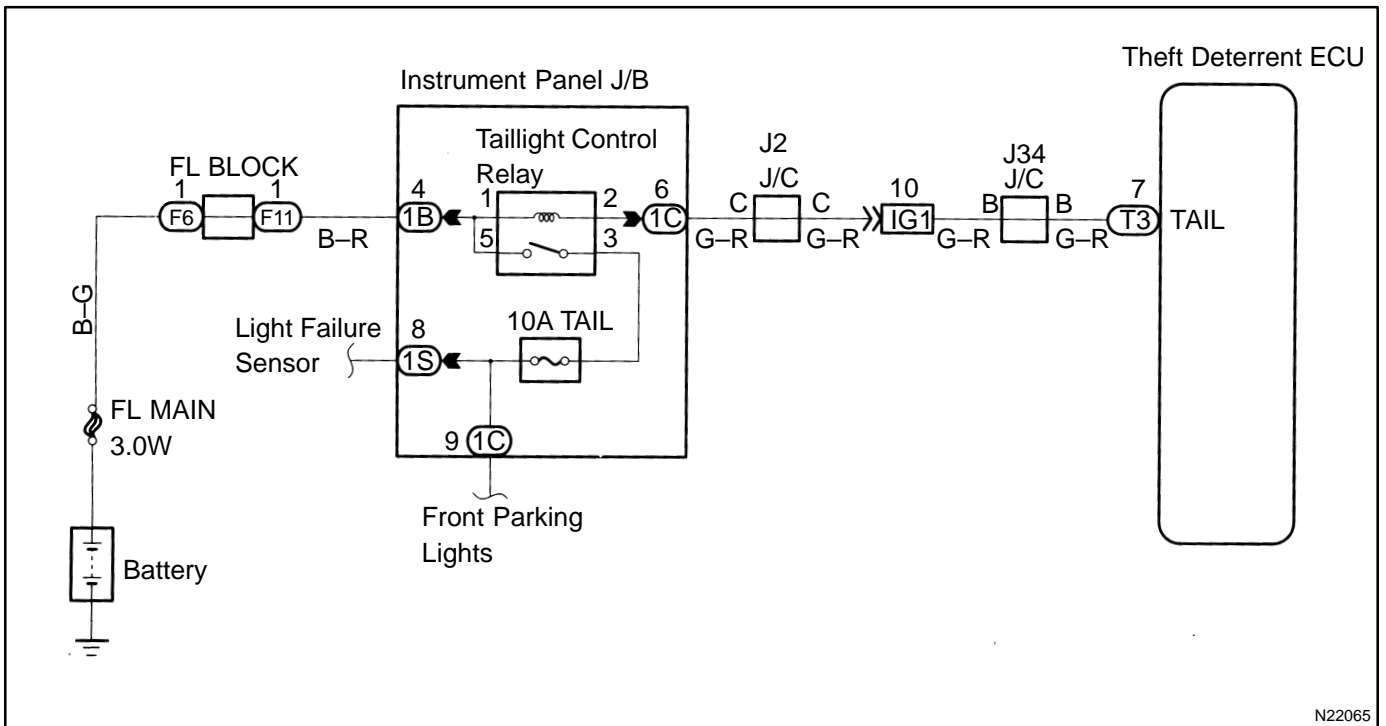 Theft Deterrent ECU
Instrument Panel J/B
Taillight Control
Relay
J2
J/C
J34
J/C
FL BLOCK
1
1
F6
F11
B–R
4
1B
1
2
5
3
6
1C
C
C
G–R
G–R
10
IG1
B
B
G–R
G–R
7
T3
TAIL
B–G
Light Failure
Sensor
8
1S
10A TAIL
FL MAIN
3.0W
9
1C
Front Parking
Lights
Battery
N22065